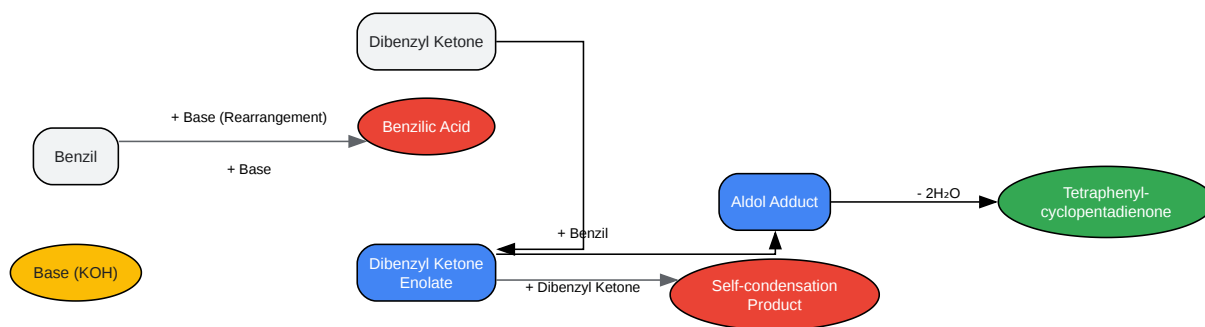 Dibenzyl Ketone
+ Base (Rearrangement)
Benzilic Acid
Benzil
+ Base
Aldol Adduct
- 2H₂O
Tetraphenyl-
cyclopentadienone
+ Benzil
Base (KOH)
Dibenzyl Ketone
Enolate
+ Dibenzyl Ketone
Self-condensation
Product